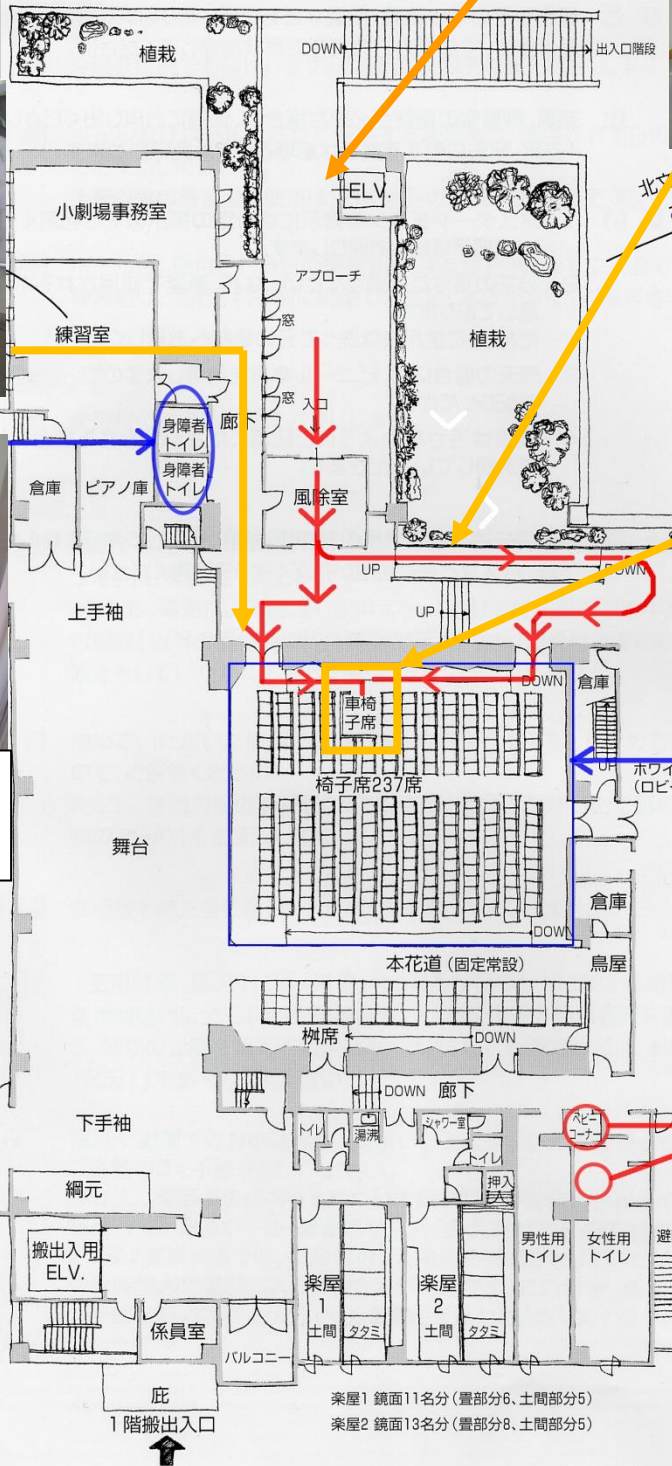 植栽
DOWN
出入口階段
ELV.
小劇場事務室
アプローチ
窓
練習室
植栽
窓
入口
身障者
トイレ
廊下
身障者
トイレ
倉庫
ピアノ庫
風除室
UP
DOWN
上手袖
UP
DOWN
倉庫
車椅
子席
椅子席237席
UP
ホワイ
(ロビー
舞台
倉庫
DOWN
本花道(固定常設)
鳥屋
桝席
DOWN
DOWN
廊下
下手袖
トイレ
湯沸
シャワー室
ベビー
コーナー
トイレ
押入
綱元
搬出入用
ELV.
男性用
トイレ
女性用
トイレ
避
楽屋
1
土間
タタミ
楽屋
2
土間
タタミ
係員室
バルコニー
庇
1階搬出入口
楽屋1 鏡面11名分(畳部分6、土間部分5)
楽屋2 鏡面13名分(畳部分8、土間部分5)